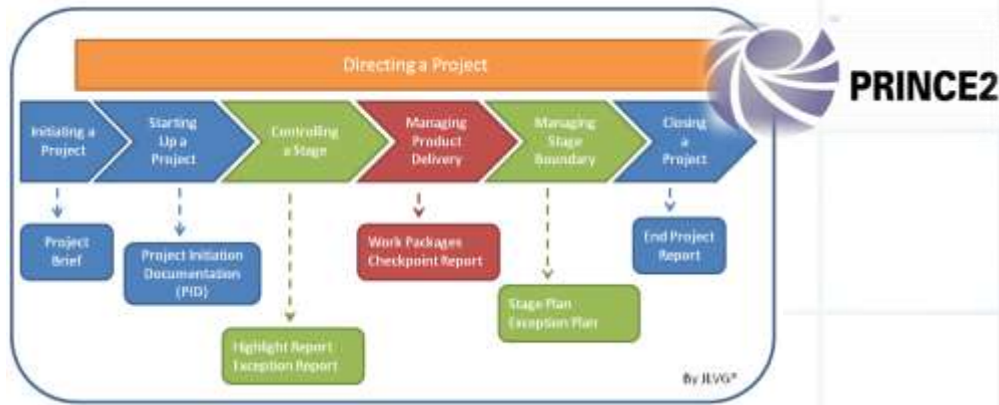 Directing a Project
PRINCE2
Initiating a
Project
Starting
Up a
Project
Controlling
a Stage
Managing
Product
Delivery
Managing
Stage
Boundary
Closing
a
Project
Project
Brief
Project Initiation
Documentation
(PID)
Highlight Report
Exception Report
Work Packages
Checkpoint Report
Stage Plan
Exception Plan
End Project
Report
By JLVG®